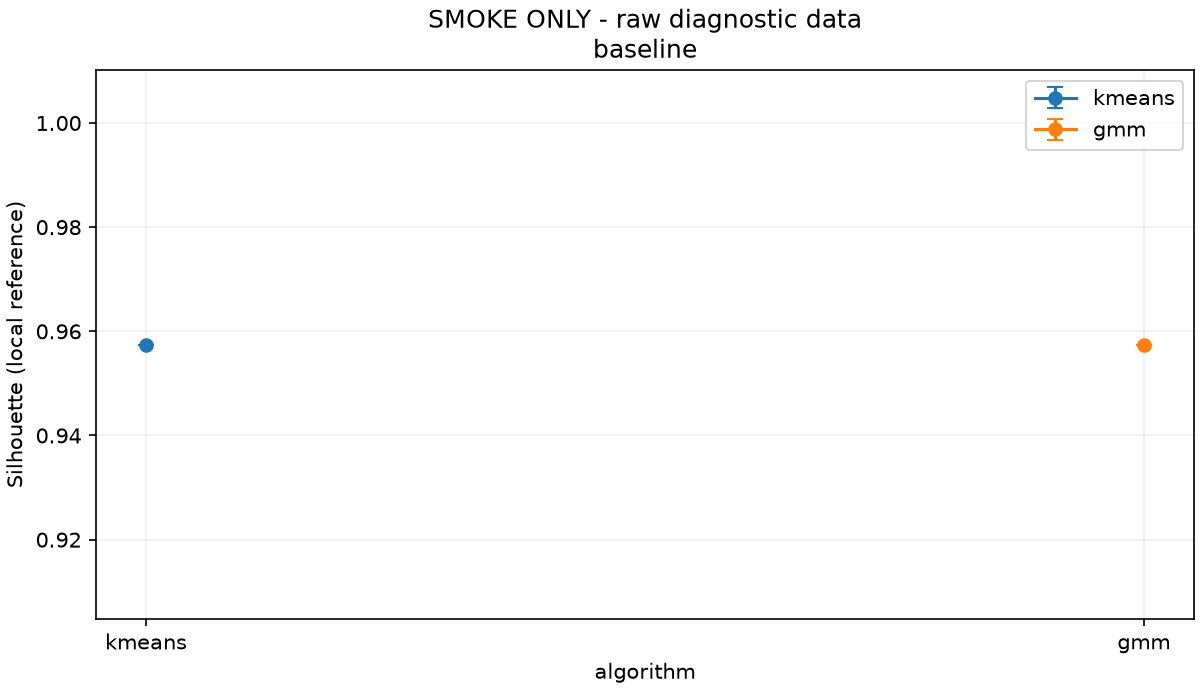 SMOKE ONLY - raw diagnostic data
baseline
kmeans
gmm
1.00
0.98
0.96
0.94
0.92
Silhouette (local reference)
kmeans
gmm
algorithm